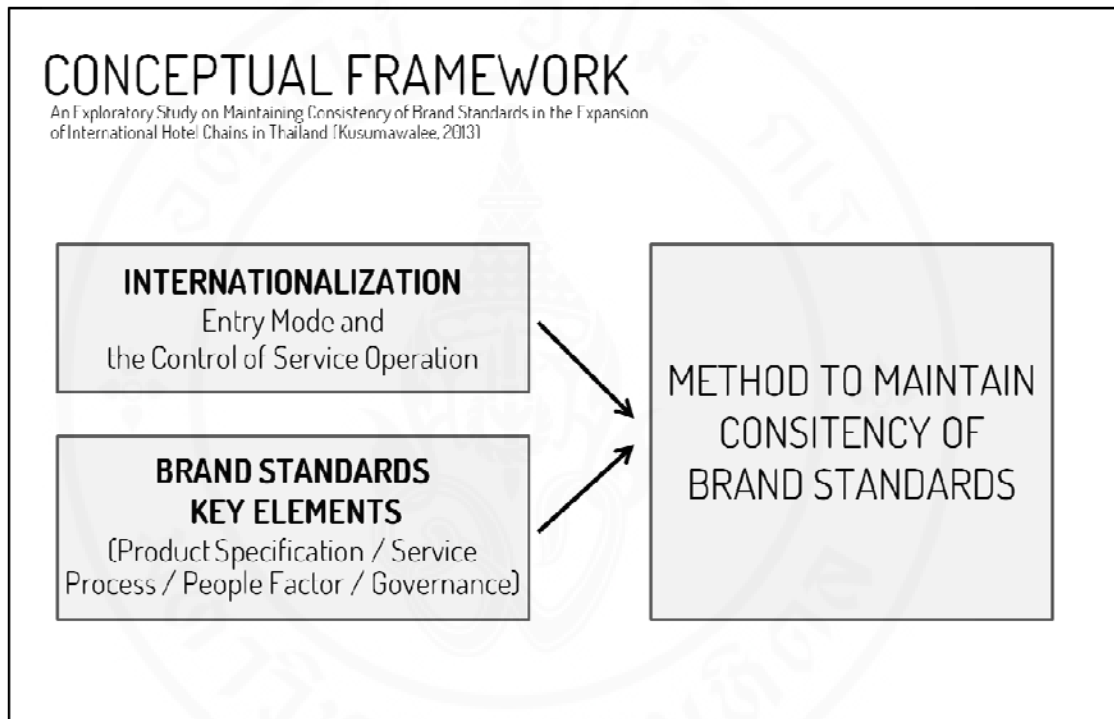 CONCEPTUAL FRAMEWORK
An Exploratory Study on Maintaining Consistency of Brand Standards in the Expansion
of International Hotel Chains in Thailand (Kusumawalee, 2013)
INTERNATIONALIZATION
Entry Mode and
the Control of Service Operation
BRAND STANDARDS
KEY ELEMENTS
(Product Specification / Service
Process / People Factor / Governance)
METHOD TO MAINTAIN
CONSITENCY OF
BRAND STANDARDS